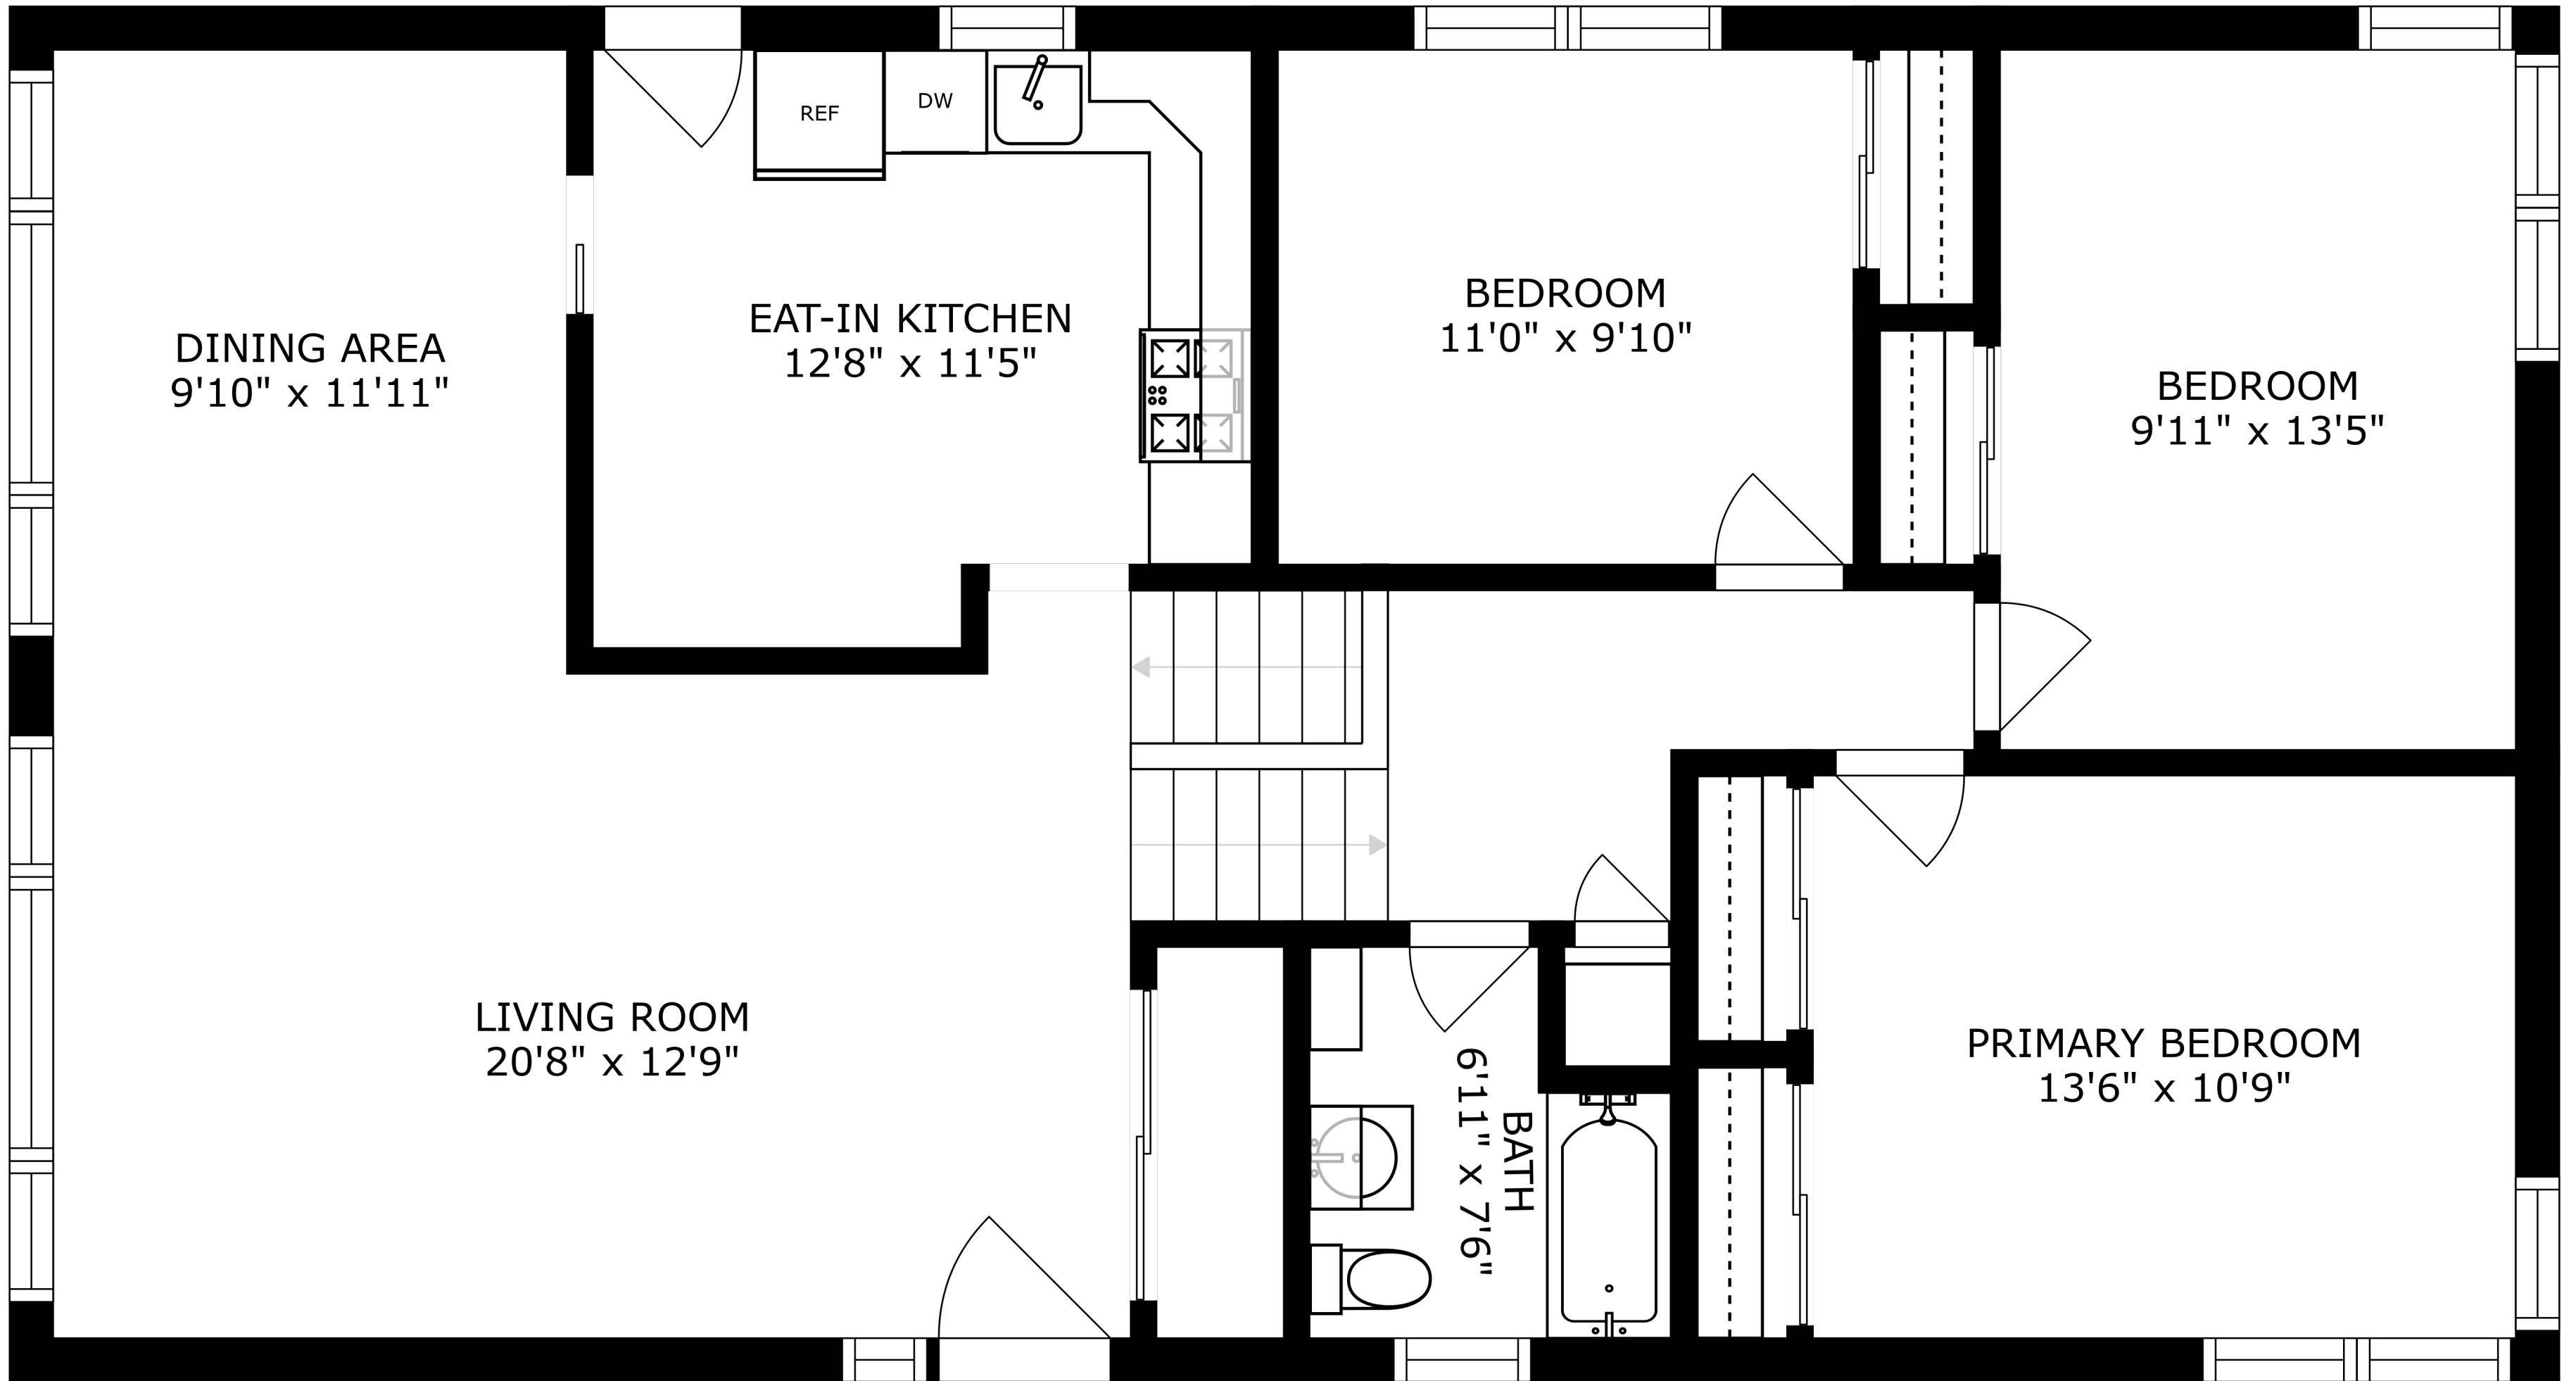 REF
DW
DINING AREA
9'10" x 11'11"
EAT-IN KITCHEN
12'8" x 11'5"
BEDROOM
11'0" x 9'10"
BEDROOM
9'11" x 13'5"
LIVING ROOM
20'8" x 12'9"
BATH
6'11" x 7'6"
PRIMARY BEDROOM
13'6" x 10'9"